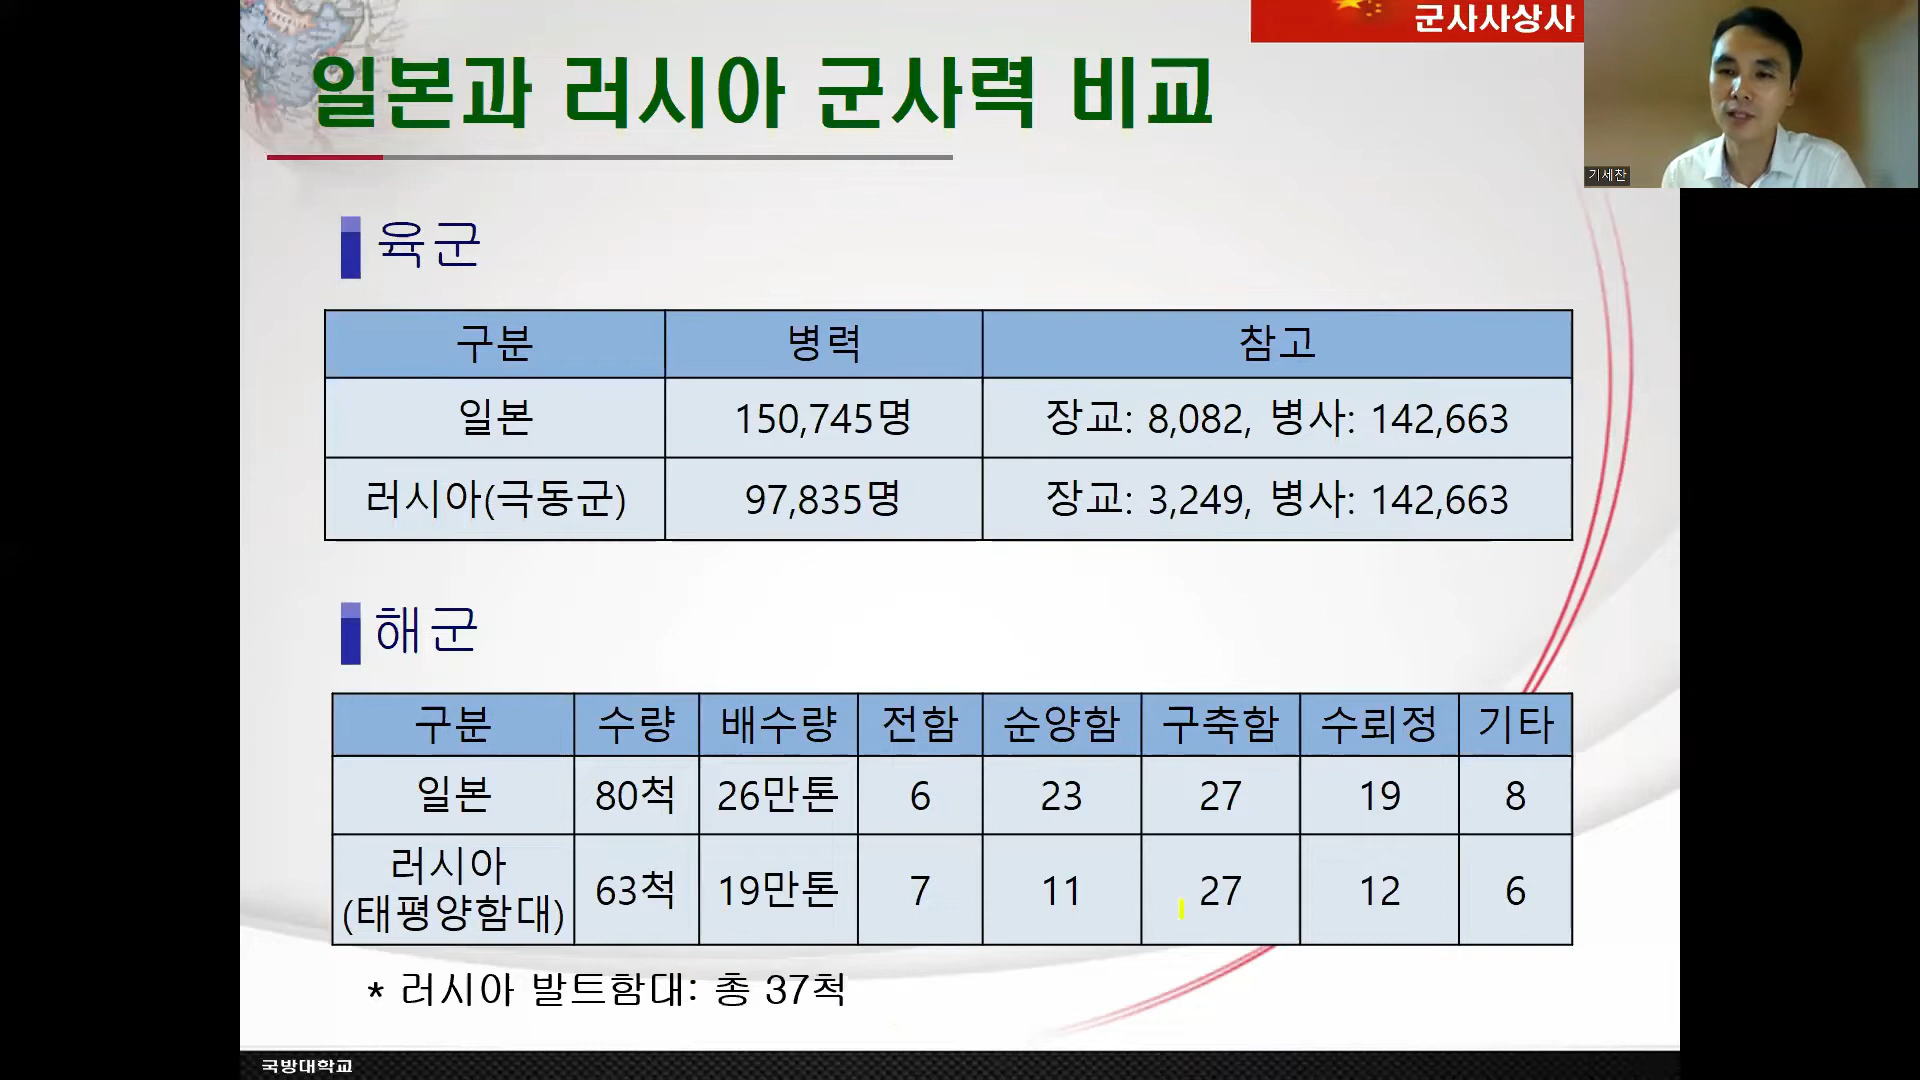 군사사상사
일본과 러시아 군사력 비교
기세찬
육군
구분 병력 참고
일본 150,745명 장교: 8,082, 병사: 142,663
러시아(극동군) 97,835명 장교: 3,249, 병사: 142,663
해군
구분 수량 배수량 전함 순양함 구축함 수뢰정 기타
일본 80척 26만톤 6 23 27 19 8
러시아
(태평양함대) 63척 19만톤 7 11 27 12 6
* 러시아 발트함대: 총 37척
국방대학교